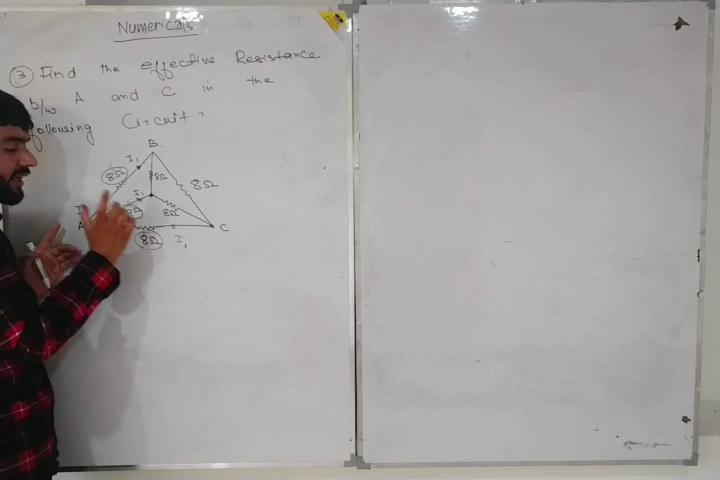 Numericals
③ Find the effective Resistance
b/w A and C in the
following Circuit?
B
I₁
8Ω
8Ω
8Ω
I₁
8Ω
8Ω
A
C
8Ω
I₁